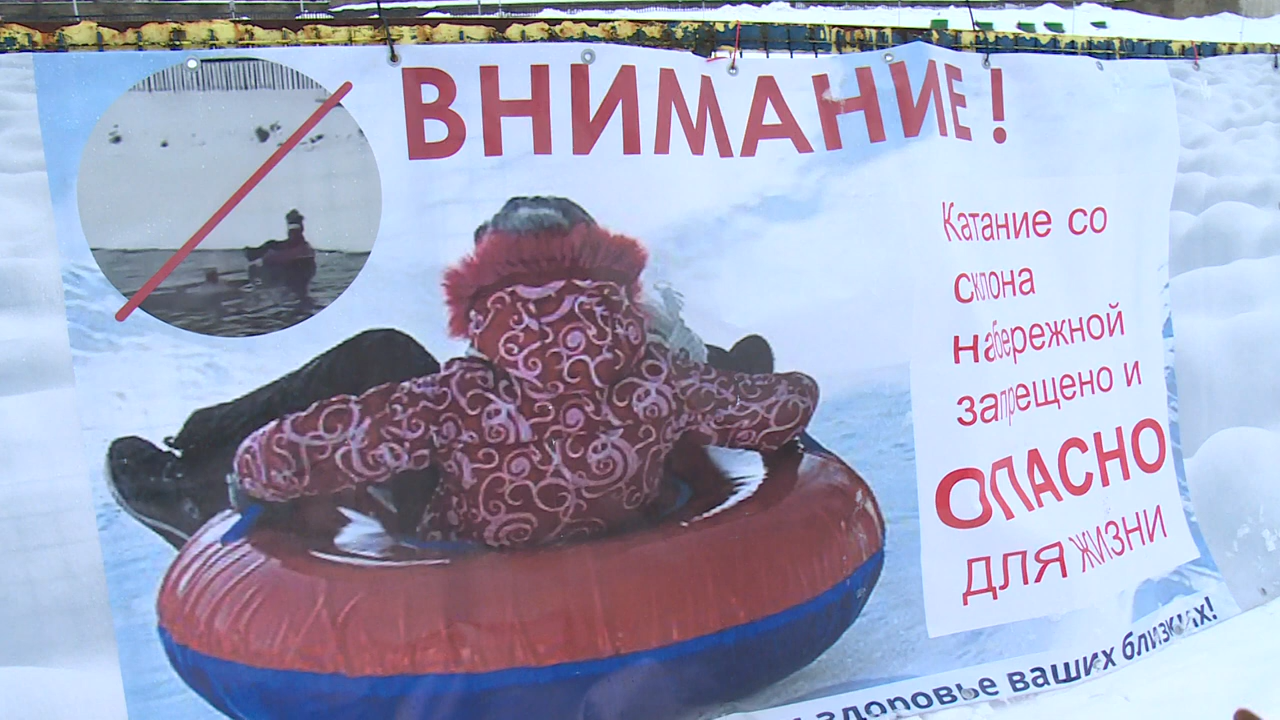 ВНИМАНИЕ!
Катание со
склона
набережной
запрещено и
ОПАСНО
для жизни
здоровье ваших близких!